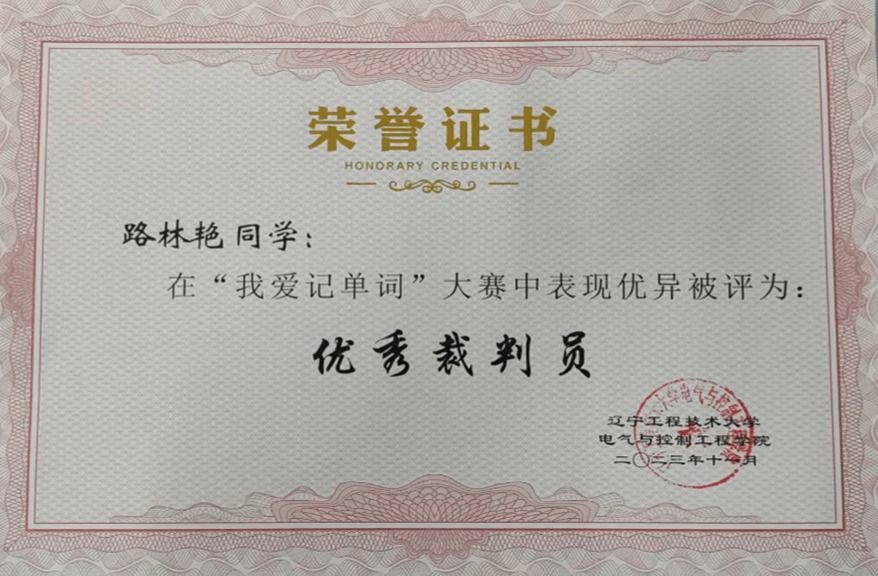 荣誉证书
HONORARY CREDENTIAL
路林艳同学：
在“我爱记单词”大赛中表现优异被评为：
优秀裁判员
辽宁工程技术大学
电气与控制工程学院
二〇二三年十一月